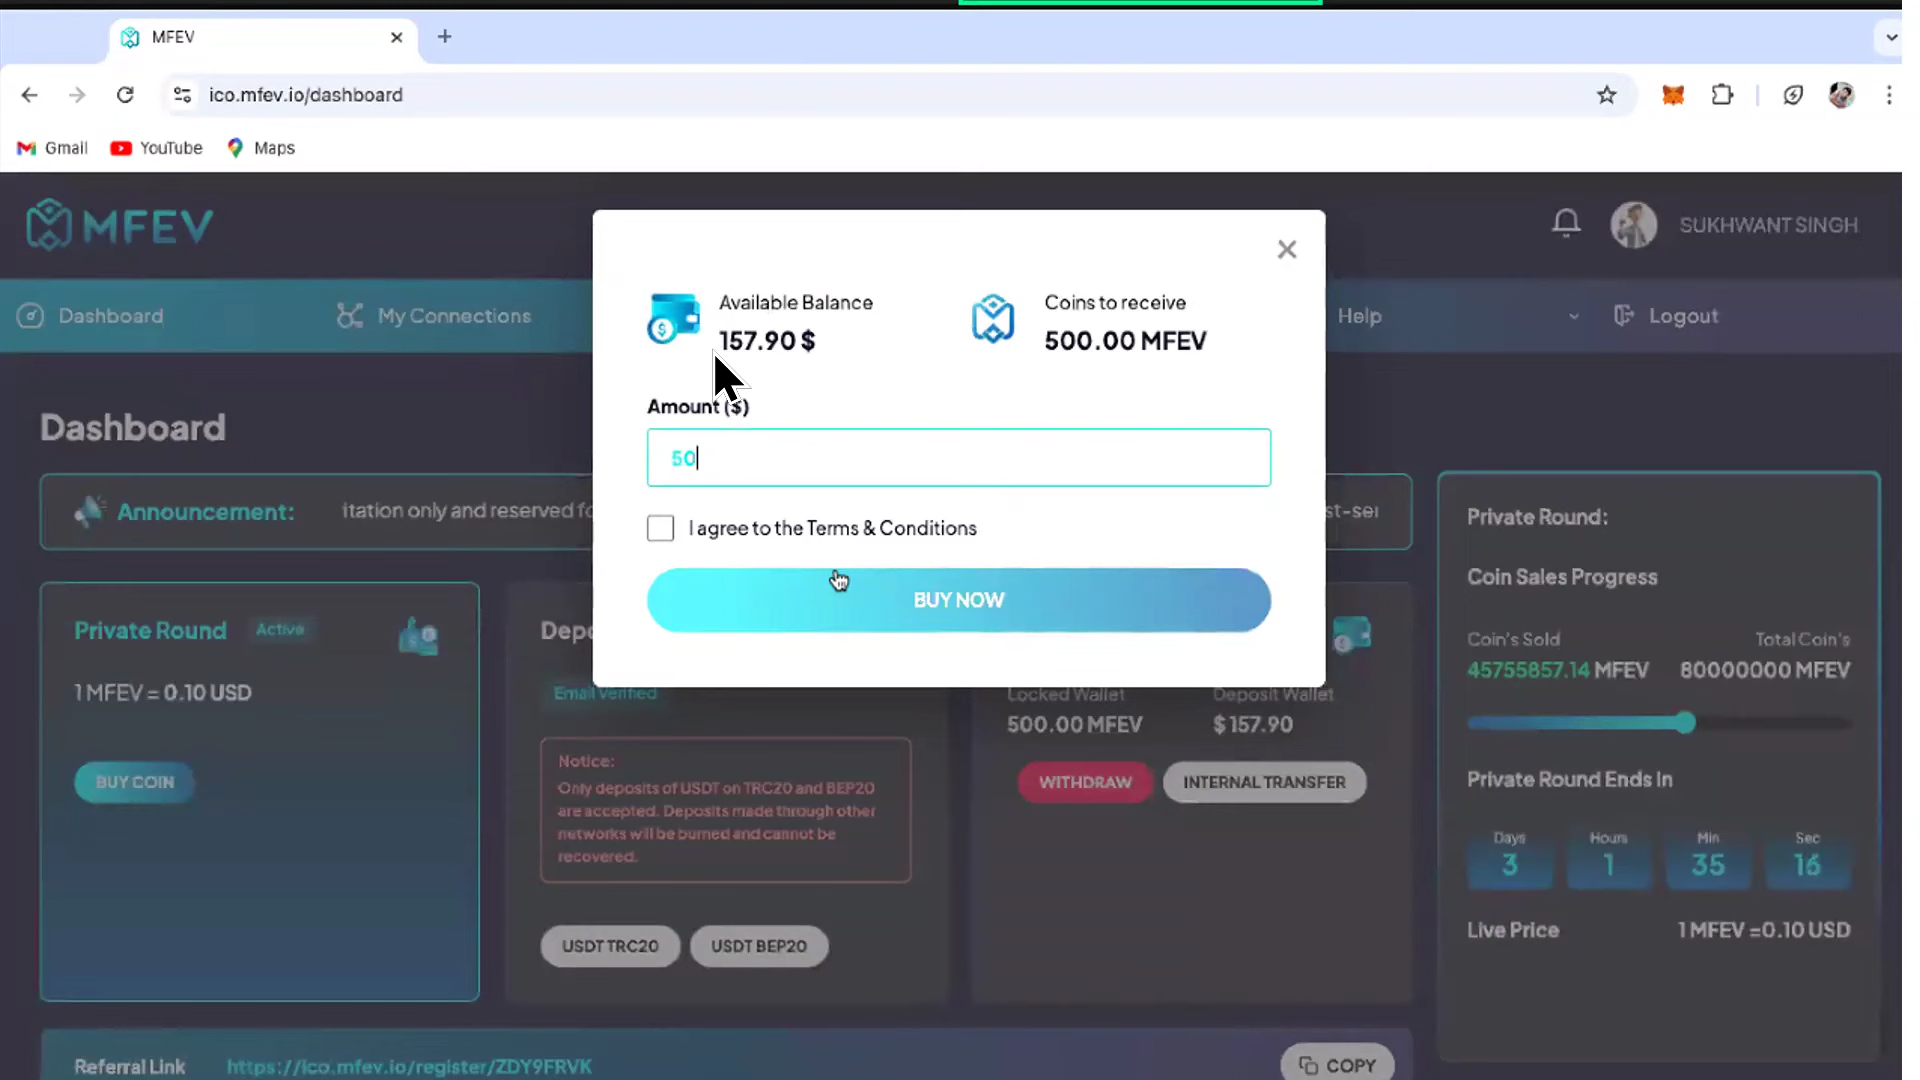 MFEV
ico.mfev.io/dashboard
Gmail
YouTube
Maps
MFEV
SUKHWANT SINGH
Dashboard
My Connections
Help
Logout
Available Balance
157.90 $
Coins to receive
500.00 MFEV
Amount ($)
50
I agree to the Terms & Conditions
BUY NOW
Dashboard
Announcement:
itation only and reserved fo
Private Round:
Coin Sales Progress
Coin's Sold
Total Coin's
45755857.14 MFEV
80000000 MFEV
Private Round Ends In
Days
Hours
Min
Sec
3
1
35
16
Live Price
1 MFEV =0.10 USD
Private Round
Active
1 MFEV = 0.10 USD
BUY COIN
Depo
Email Verified
Notice:
Only deposits of USDT on TRC20 and BEP20
are accepted. Deposits made through other
networks will be burned and cannot be
recovered.
USDT TRC20
USDT BEP20
Locked Wallet
Deposit Wallet
500.00 MFEV
$ 157.90
WITHDRAW
INTERNAL TRANSFER
Referral Link
https://ico.mfev.io/register/ZDY9FRVK
COPY